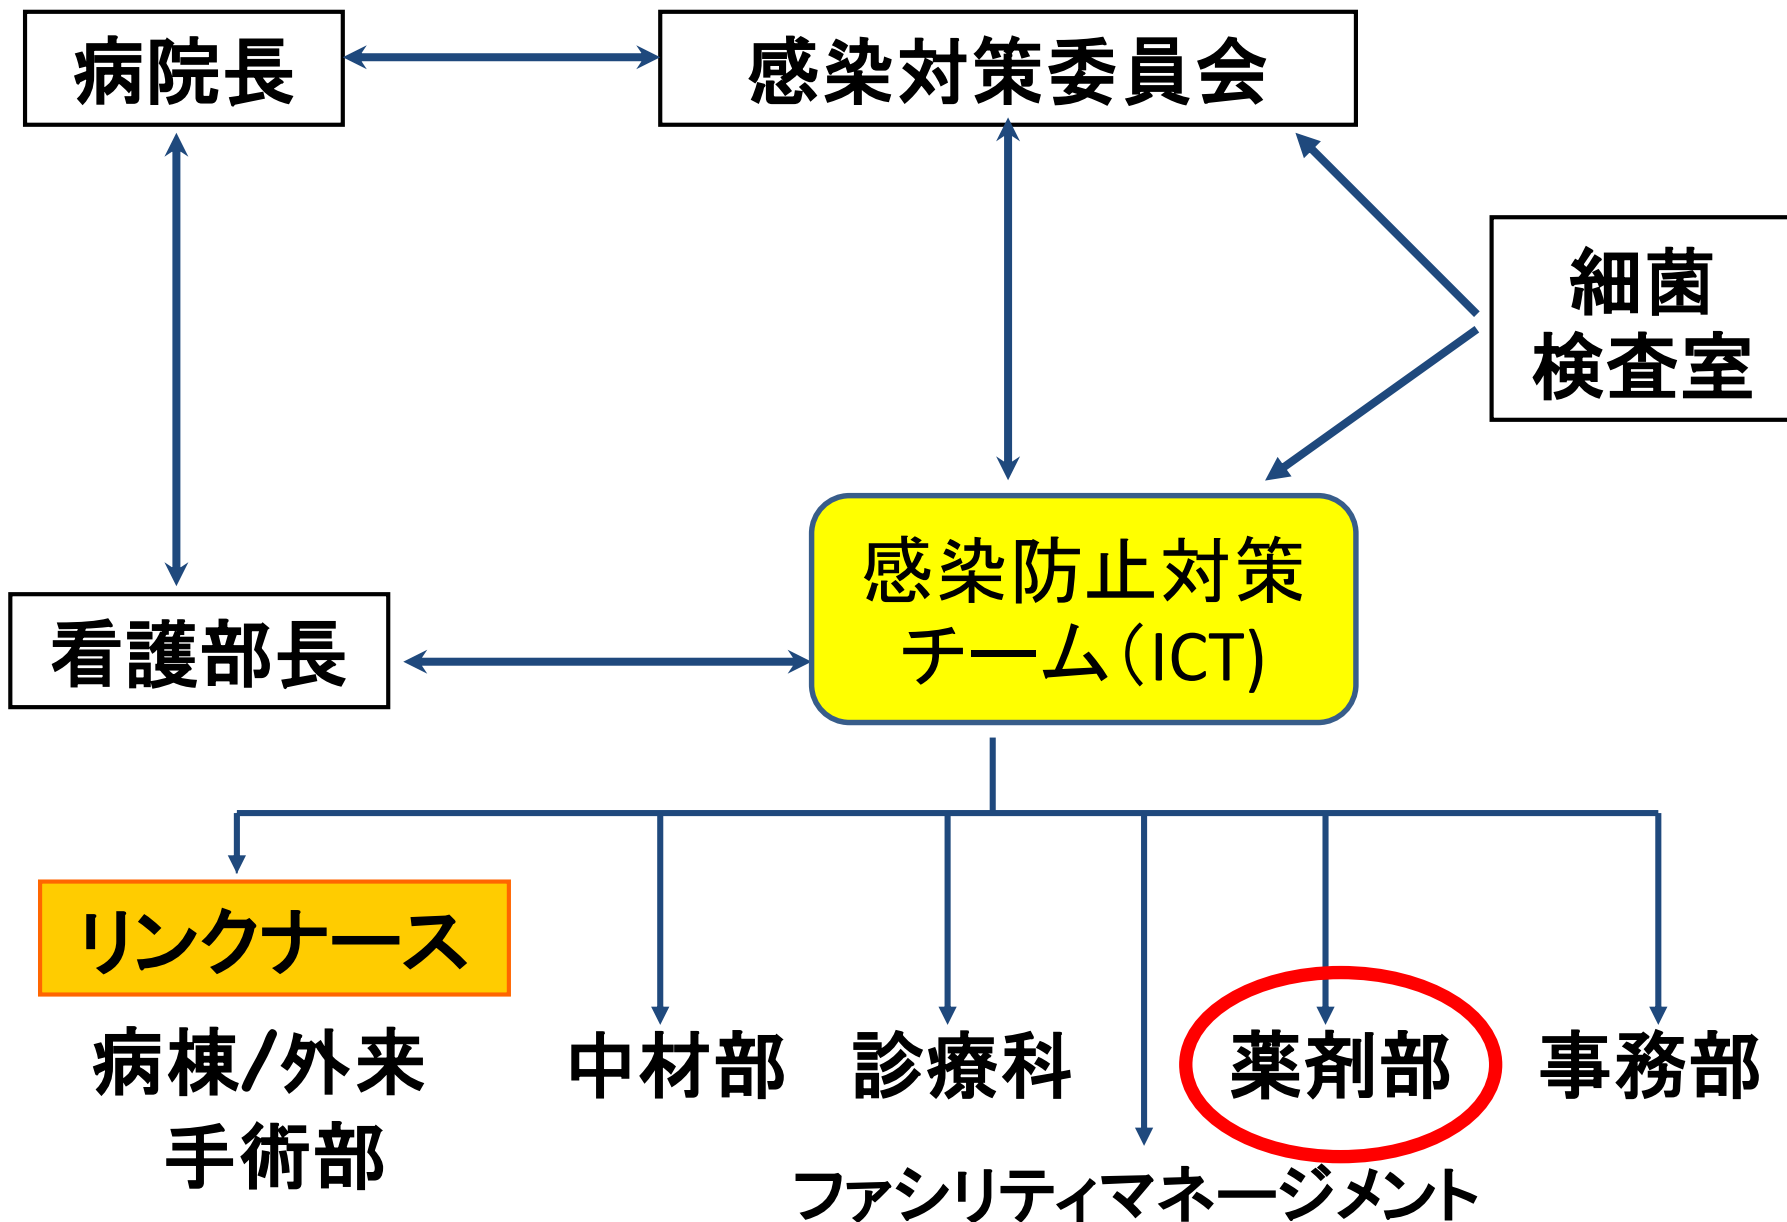 病院長
感染対策委員会
細菌
検査室
感染防止対策
チーム（ICT)
看護部長
リンクナース
病棟/外来
手術部
中材部
診療科
薬剤部
事務部
ファシリティマネージメント